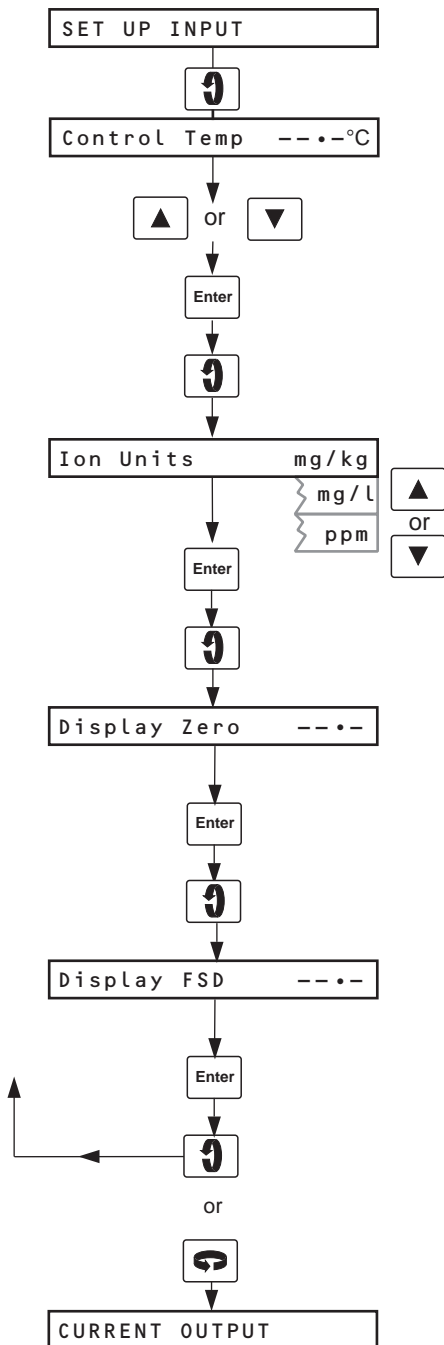 SET UP INPUT
Control Temp --•-°C
▲ or ▼
Enter
Ion Units mg/kg
mg/l
ppm
▲
or
▼
Enter
Display Zero --•-
Enter
Display FSD --•-
Enter
or
CURRENT OUTPUT